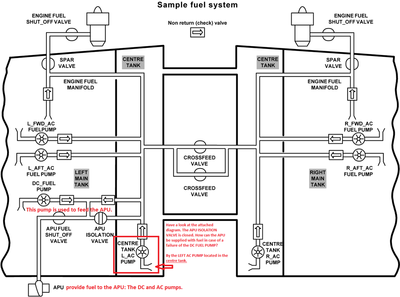 Sample fuel system
ENGINE FUEL
SHUT_OFF VALVE
Non return (check) valve
ENGINE FUEL
SHUT_OFF VALVE
SPAR
VALVE
CENTRE
TANK
CENTRE
TANK
SPAR
VALVE
ENGINE FUEL
MANIFOLD
ENGINE FUEL
MANIFOLD
L_FWD_AC
FUEL PUMP
R_FWD_AC
FUEL PUMP
CROSSFEED
VALVE
L_AFT_AC
FUEL PUMP
R_AFT_AC
FUEL PUMP
LEFT
MAIN
TANK
RIGHT
MAIN
TANK
DC_FUEL
PUMP
CROSSFEED
VALVE
This pump is used to feed the APU.
APU FUEL
SHUT_OFF
VALVE
APU
ISOLATION
VALVE
CENTRE
TANK
L_AC
PUMP
Have a look at the attached
diagram. The APU ISOLATION
VALVE is closed. How can the APU
be supplied with fuel in case of a
failure of the DC FUEL PUMP?
By the LEFT AC PUMP located in the
centre tank.
CENTRE
TANK
R_AC
PUMP
APU provide fuel to the APU: The DC and AC pumps.